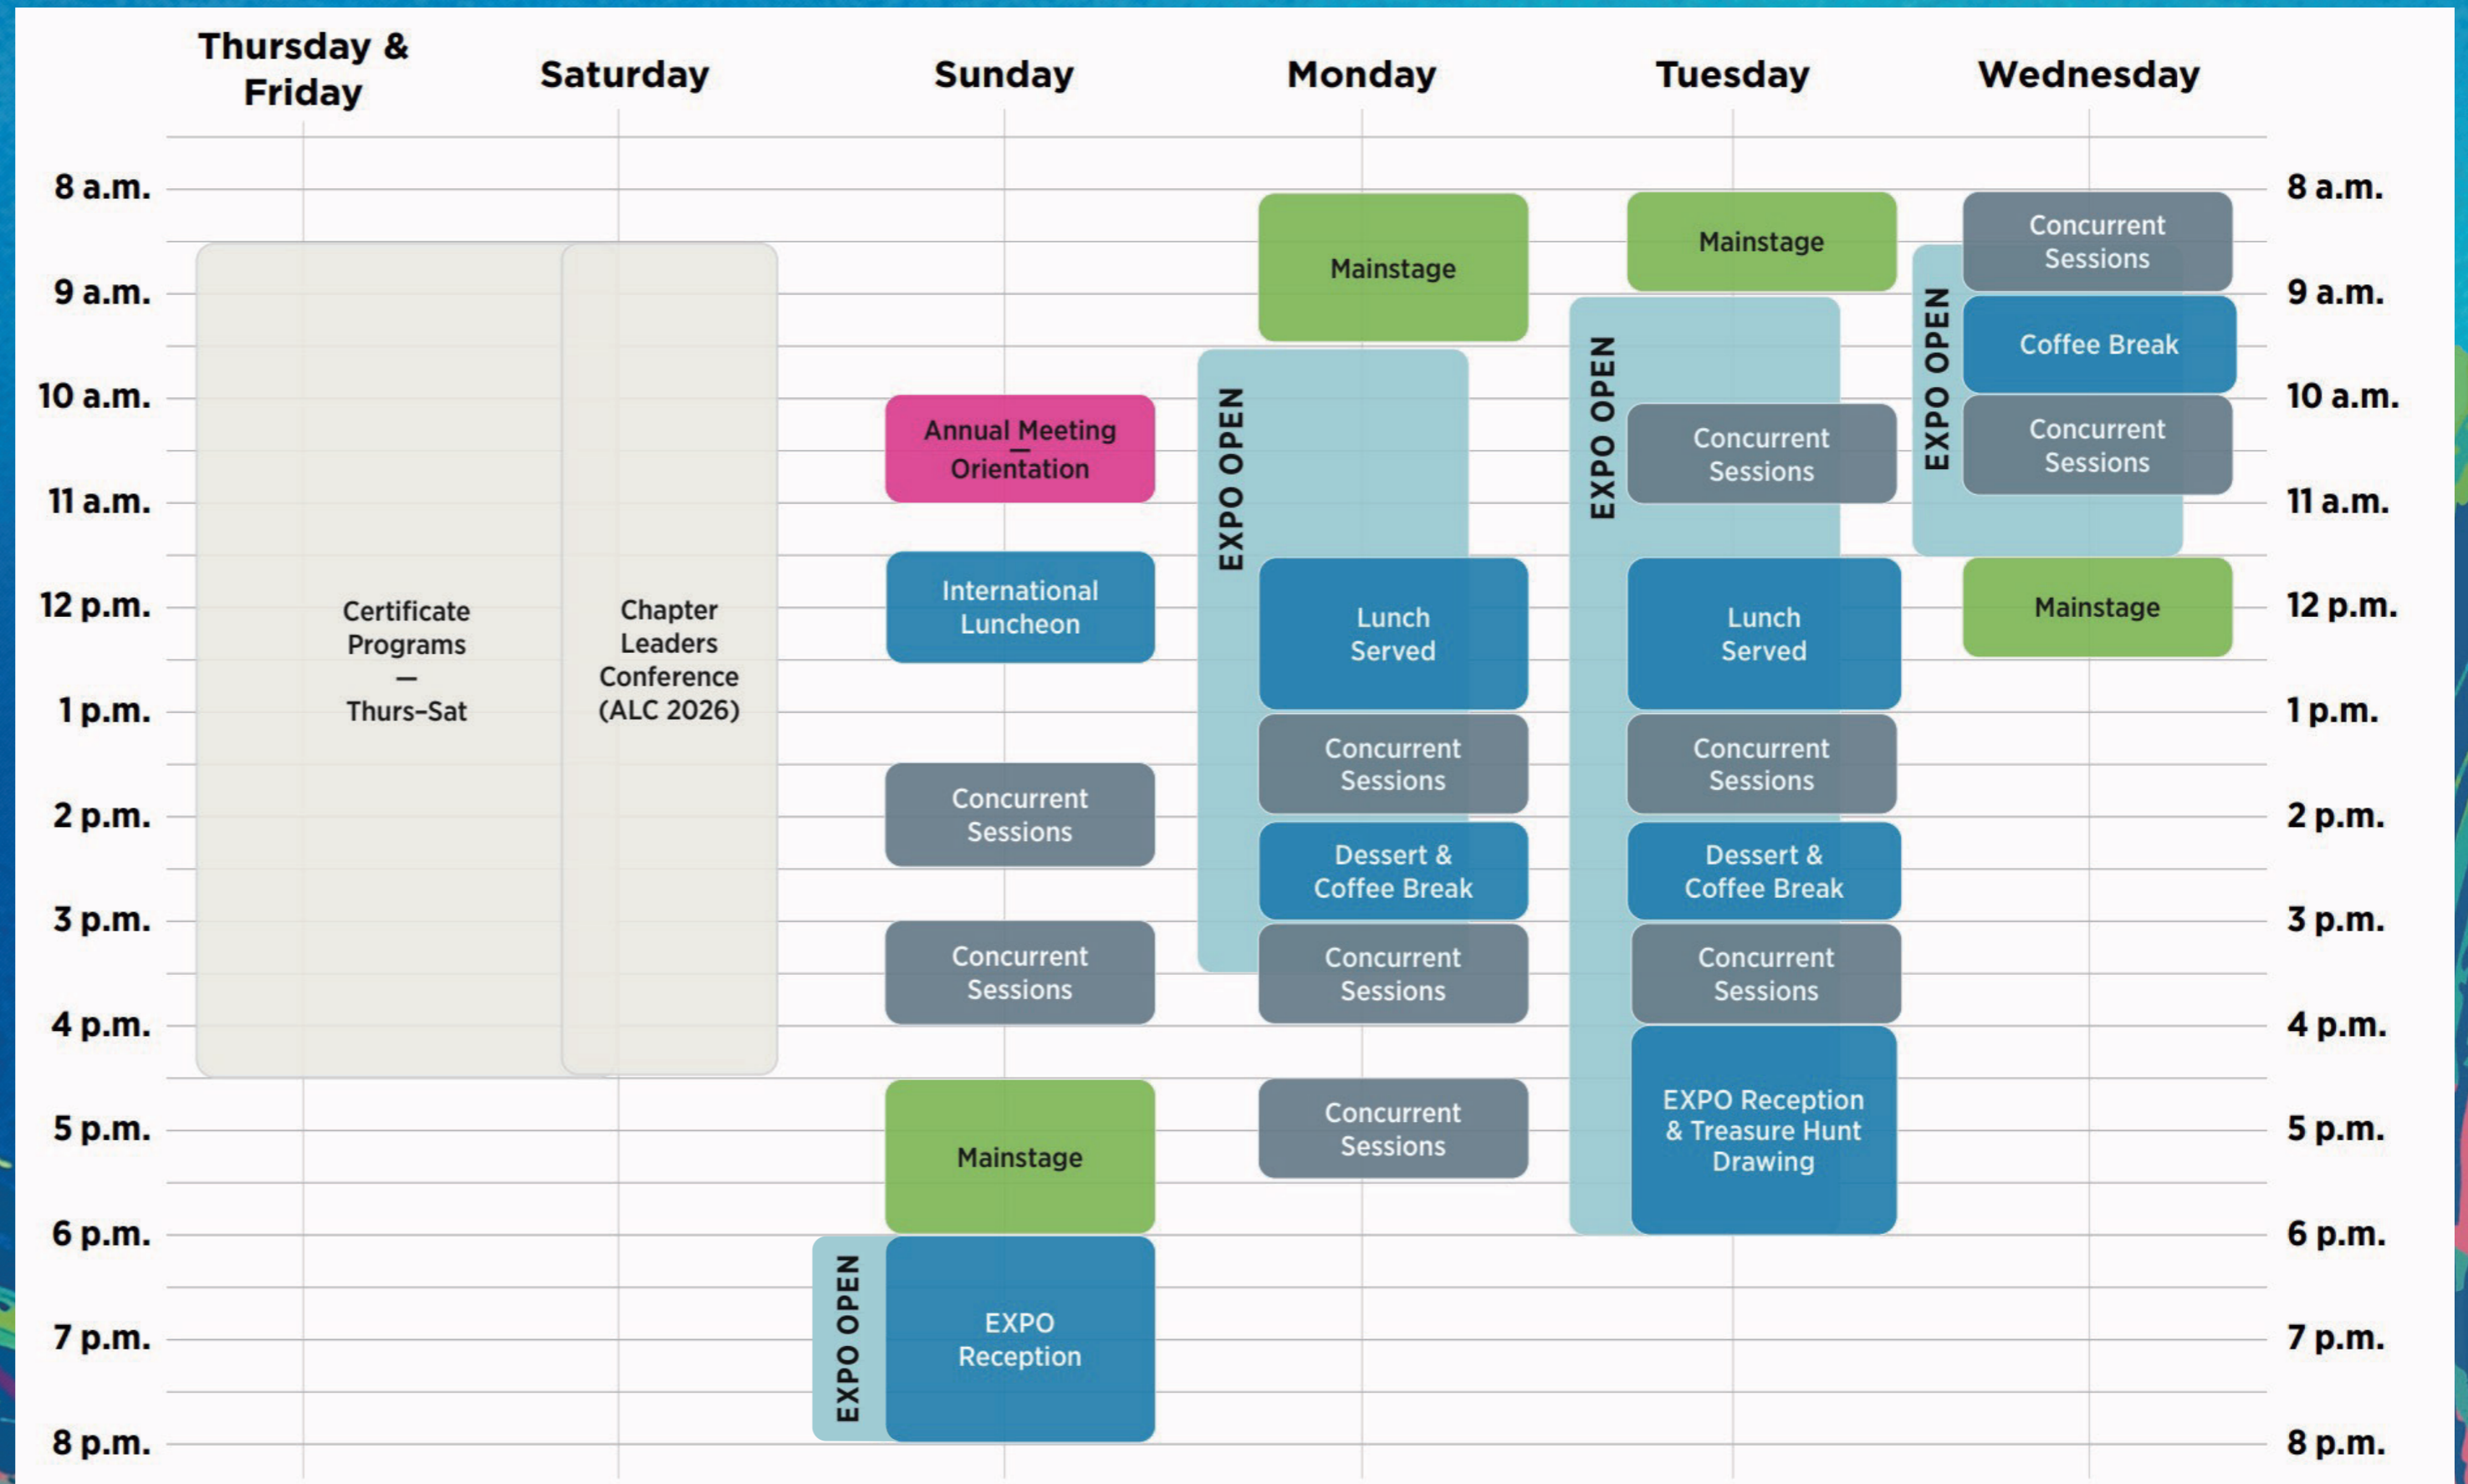 Thursday &
Friday
Saturday
Sunday
Monday
Tuesday
Wednesday
8 a.m.
9 a.m.
10 a.m.
11 a.m.
12 p.m.
1 p.m.
2 p.m.
3 p.m.
4 p.m.
5 p.m.
6 p.m.
7 p.m.
8 p.m.
Certificate
Programs
—
Thurs–Sat
Chapter
Leaders
Conference
(ALC 2026)
Annual Meeting
—
Orientation
International
Luncheon
Concurrent
Sessions
Concurrent
Sessions
Mainstage
EXPO OPEN
EXPO
Reception
Mainstage
EXPO OPEN
Lunch
Served
Concurrent
Sessions
Dessert &
Coffee Break
Concurrent
Sessions
Concurrent
Sessions
Mainstage
EXPO OPEN
Concurrent
Sessions
Lunch
Served
Concurrent
Sessions
Dessert &
Coffee Break
Concurrent
Sessions
EXPO Reception
& Treasure Hunt
Drawing
Concurrent
Sessions
EXPO OPEN
Coffee Break
Concurrent
Sessions
Mainstage
8 a.m.
9 a.m.
10 a.m.
11 a.m.
12 p.m.
1 p.m.
2 p.m.
3 p.m.
4 p.m.
5 p.m.
6 p.m.
7 p.m.
8 p.m.